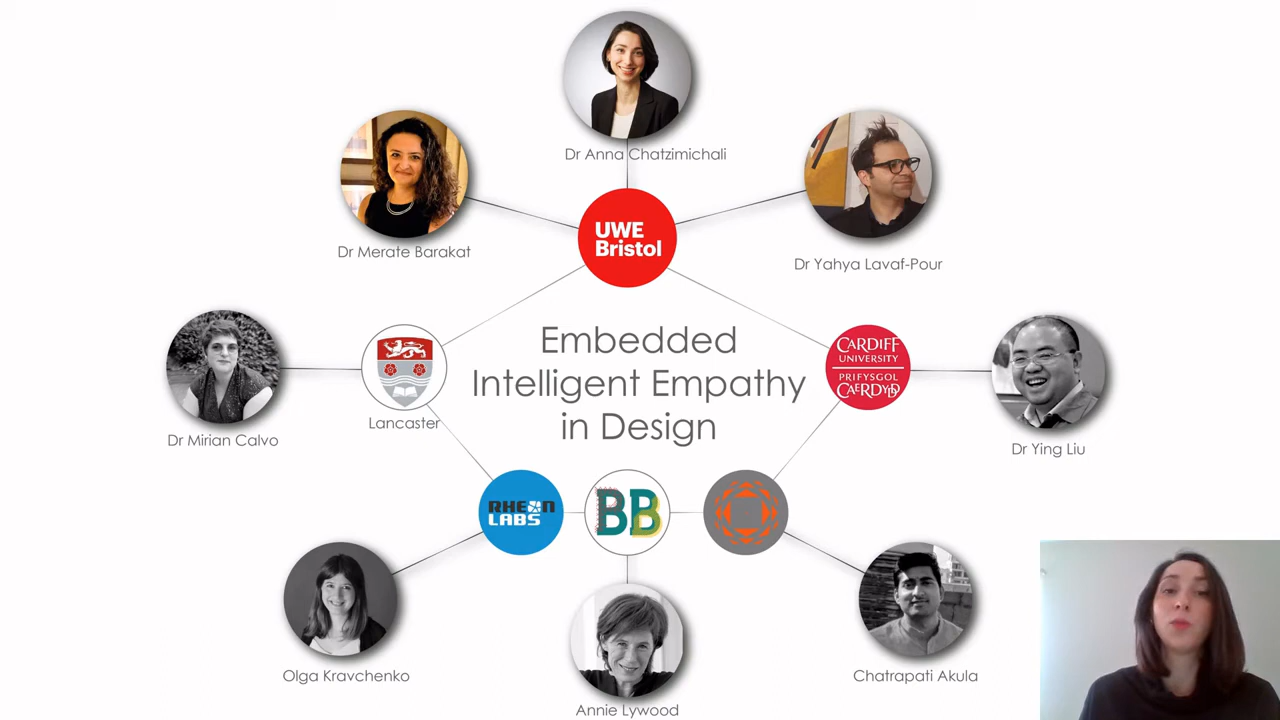 Dr Anna Chatzimichali
Dr Merate Barakat
UWE
Bristol
Dr Yahya Lavaf-Pour
Embedded
Intelligent Empathy
in Design
CARDIFF
UNIVERSITY
PRIFYSGOL
CAERDYDD
Dr Mirian Calvo
Lancaster
Dr Ying Liu
RHEON
LABS
BB
Olga Kravchenko
Annie Lywood
Chatrapati Akula